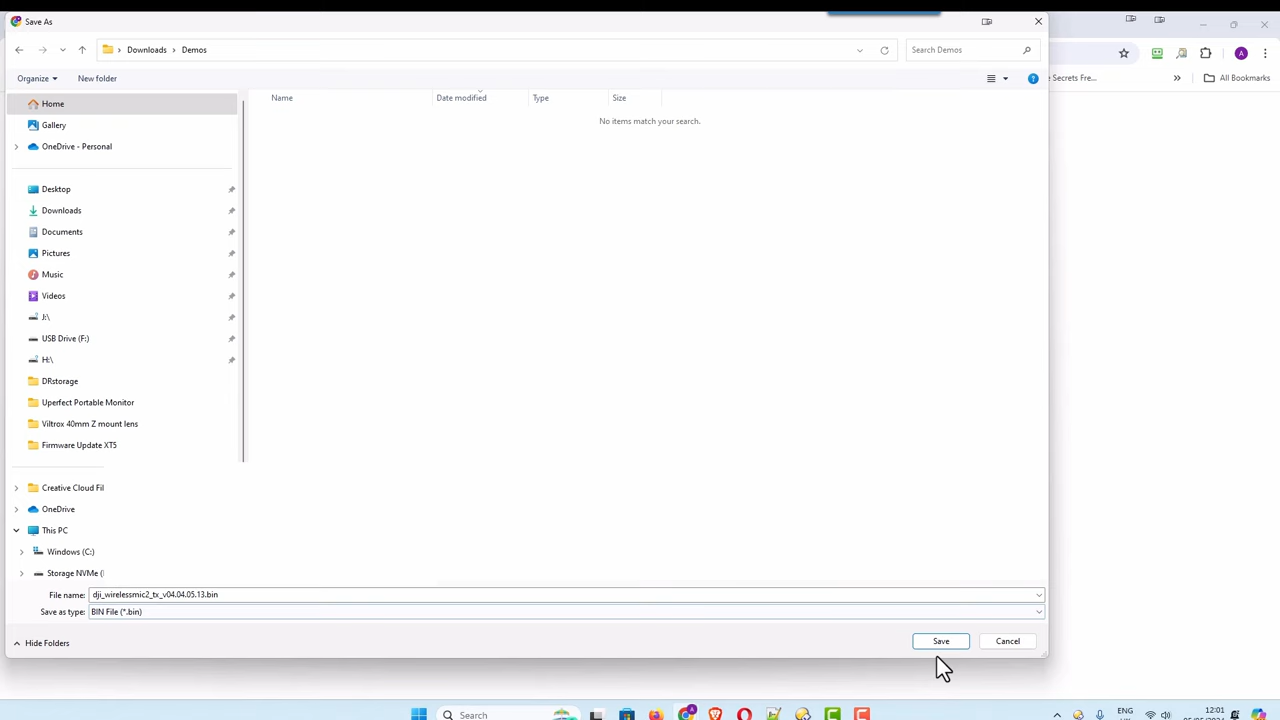 Save As
Downloads
Demos
Search Demos
Organize
New folder
e Secrets Fre...
All Bookmarks
A
Home
Gallery
OneDrive - Personal
Desktop
Downloads
Documents
Pictures
Music
Videos
J:\
USB Drive (F:)
H:\
DRstorage
Uperfect Portable Monitor
Viltrox 40mm Z mount lens
Firmware Update XT5
Creative Cloud Fil
OneDrive
This PC
Windows (C:)
Storage NVMe (
Name
Date modified
Type
Size
No items match your search.
File name:
dji_wirelessmic2_tx_v04.04.05.13.bin
Save as type:
BIN File (*.bin)
Hide Folders
Save
Cancel
Search
ENG
UK
12:01